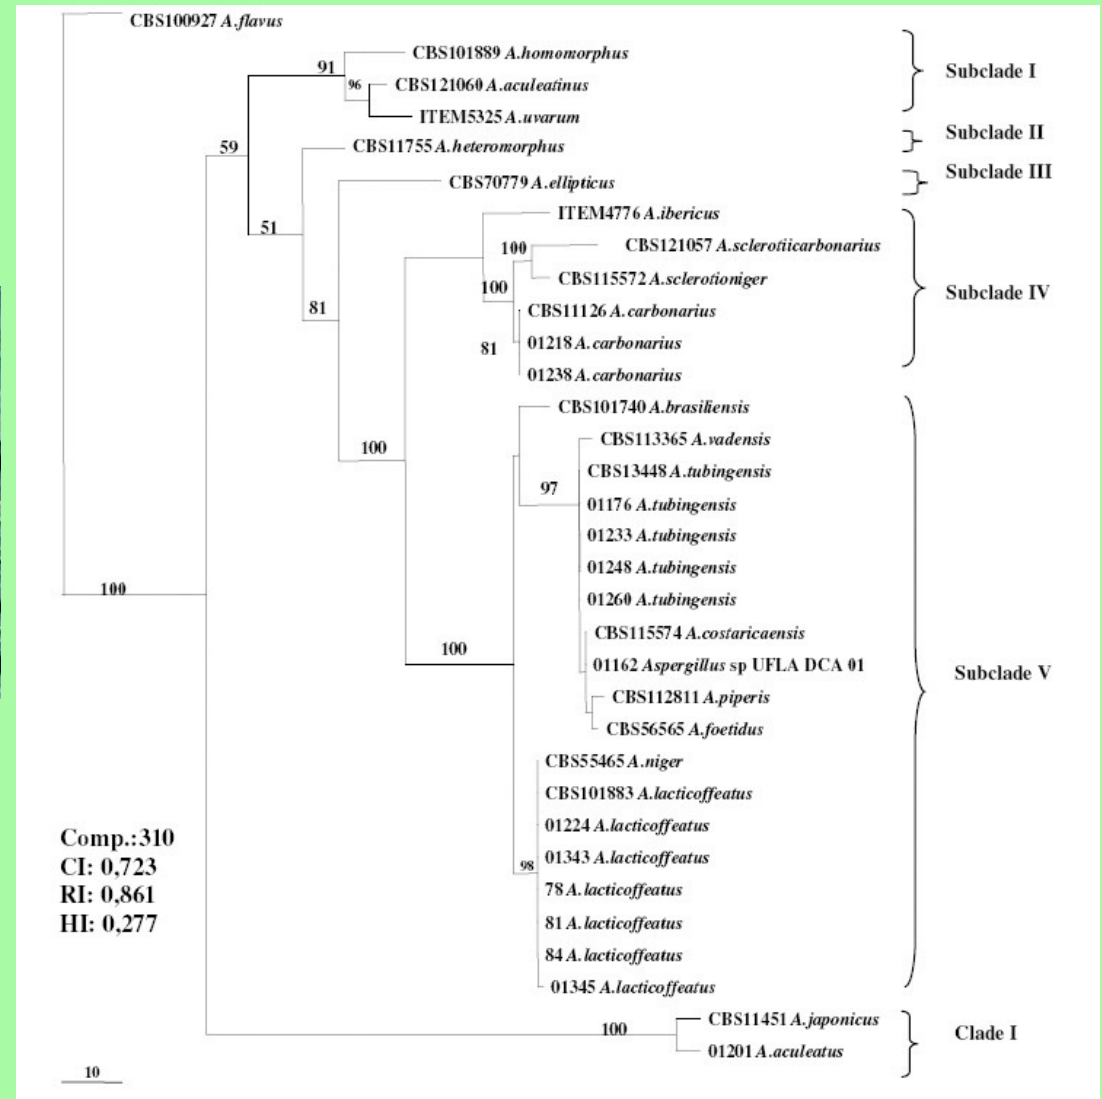 CBS100927 A.flavus
CBS101889 A.homomorphus
91
Subclade I
96
CBS121060 A.aculeatinus
ITEM5325 A.uvarum
Subclade II
59
CBS11755 A.heteromorphus
Subclade III
CBS70779 A.ellipticus
ITEM4776 A.ibericus
51
100
CBS121057 A.sclerotiicarbonarius
CBS115572 A.sclerotioniger
100
Subclade IV
81
CBS11126 A.carbonarius
01218 A.carbonarius
81
01238 A.carbonarius
CBS101740 A.brasiliensis
CBS113365 A.vadensis
100
CBS13448 A.tubingensis
97
01176 A.tubingensis
01233 A.tubingensis
01248 A.tubingensis
100
01260 A.tubingensis
CBS115574 A.costaricaensis
100
01162 Aspergillus sp UFLA DCA 01
Subclade V
CBS112811 A.piperis
CBS56565 A.foetidus
CBS55465 A.niger
CBS101883 A.lacticoffeatus
01224 A.lacticoffeatus
Comp.:310
01343 A.lacticoffeatus
CI: 0,723
98
78 A.lacticoffeatus
RI: 0,861
81 A.lacticoffeatus
HI: 0,277
84 A.lacticoffeatus
01345 A.lacticoffeatus
CBS11451 A.japonicus
100
Clade I
01201 A.aculeatus
10